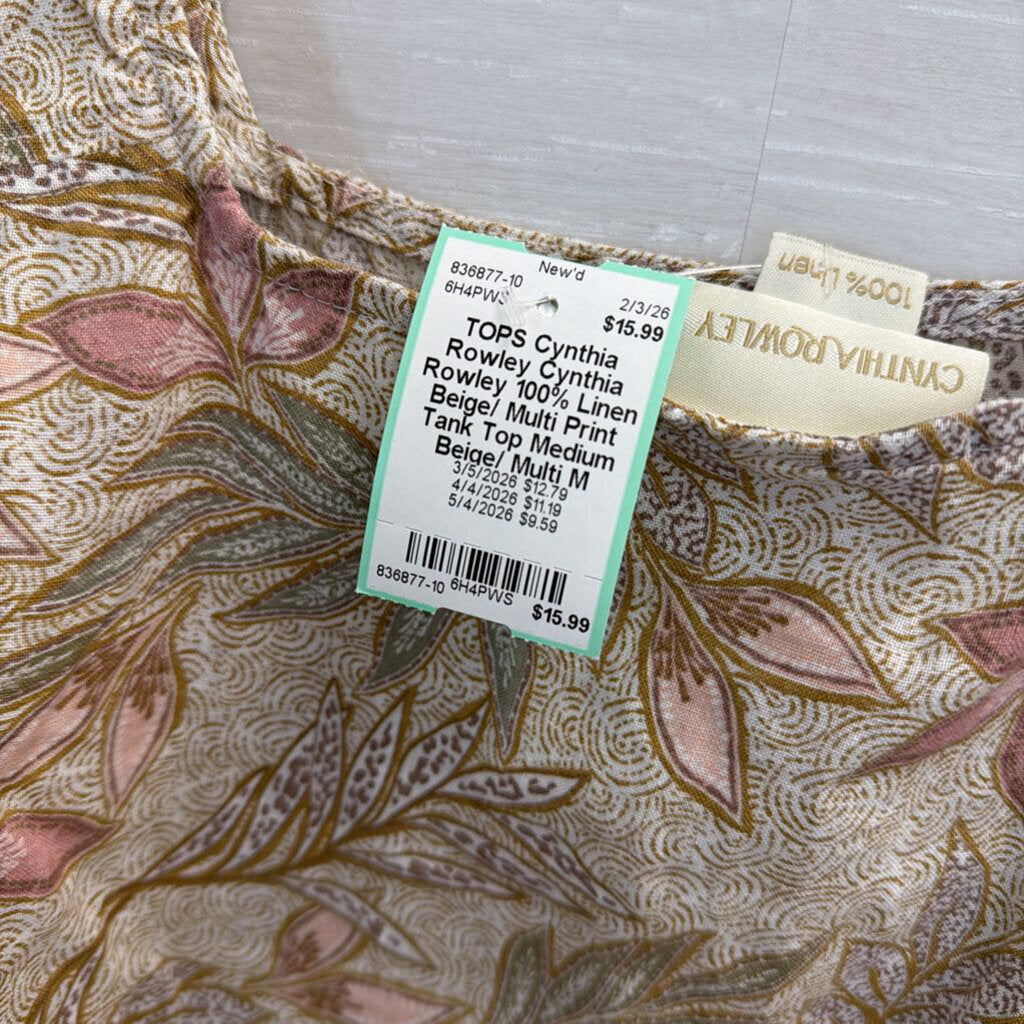 New'd
836877-10
6H4PWS
2/3/26
$15.99
TOPS Cynthia
Rowley Cynthia
Rowley 100% Linen
Beige/ Multi Print
Tank Top Medium
Beige/ Multi M
3/5/2026 $12.79
4/4/2026 $11.19
5/4/2026 $9.59
836877-10 6H4PWS $15.99
100% Linen
CYNTHIA ROWLEY